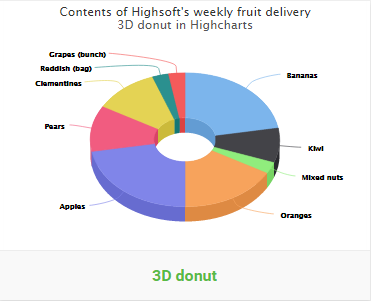 Contents of Highsoft's weekly fruit delivery
3D donut in Highcharts
Grapes (bunch)
Reddish (bag)
Clementines
Pears
Apples
Bananas
Kiwi
Mixed nuts
Oranges
3D donut